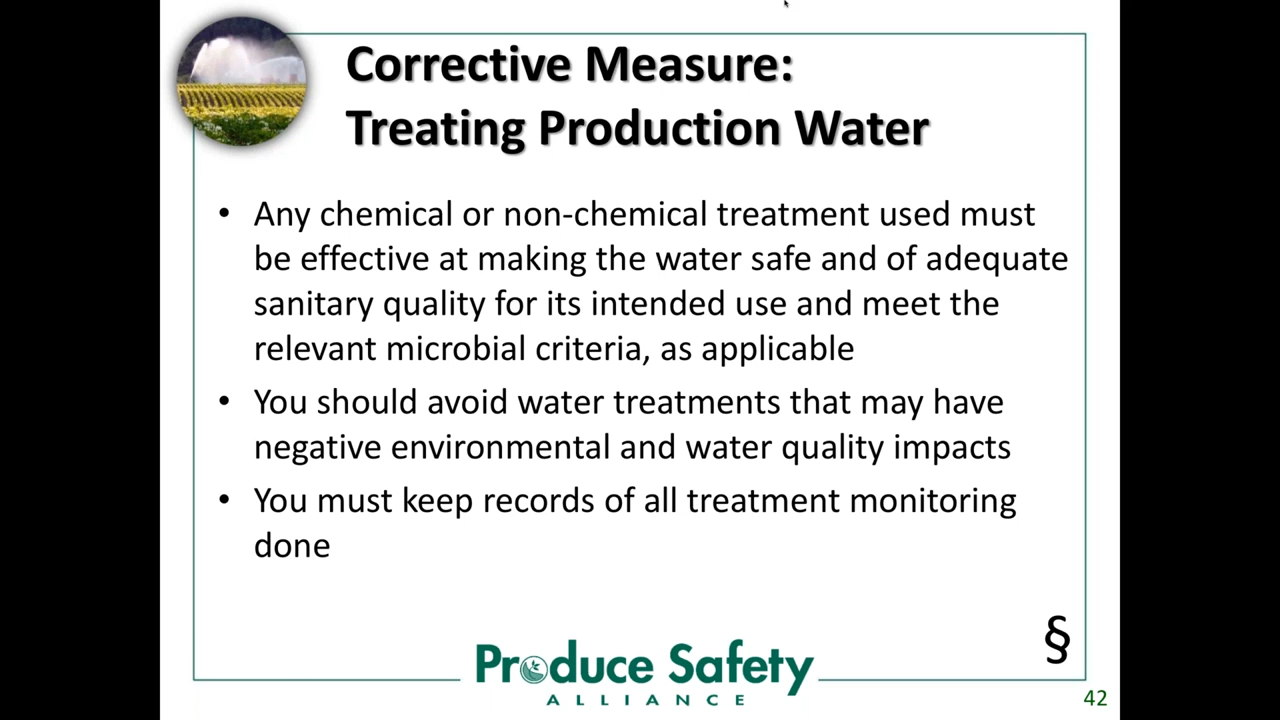 Corrective Measure:
Treating Production Water
• Any chemical or non-chemical treatment used must
be effective at making the water safe and of adequate
sanitary quality for its intended use and meet the
relevant microbial criteria, as applicable
• You should avoid water treatments that may have
negative environmental and water quality impacts
• You must keep records of all treatment monitoring
done
§
Produce Safety
ALLIANCE
42